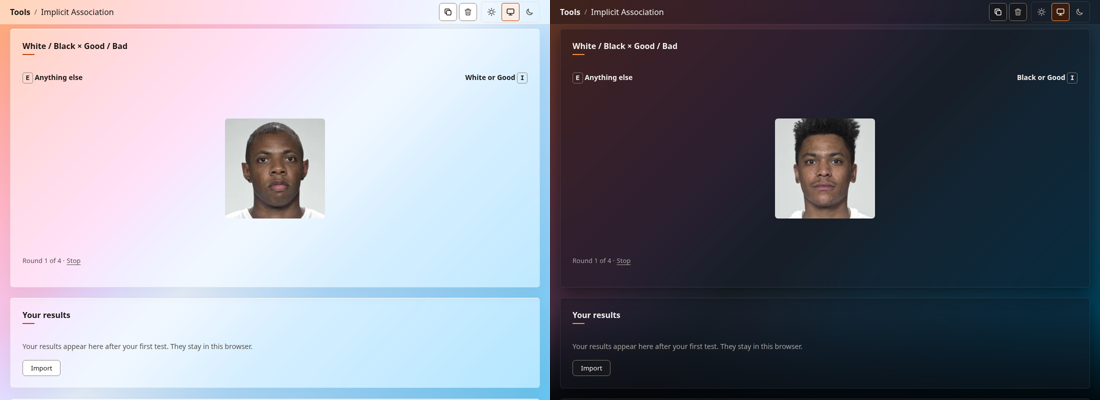 Tools / Implicit Association
White / Black × Good / Bad
E Anything else
White or Good I
Round 1 of 4 · Stop
Your results
Your results appear here after your first test. They stay in this browser.
Import
Tools / Implicit Association
White / Black × Good / Bad
E Anything else
Black or Good I
Round 1 of 4 · Stop
Your results
Your results appear here after your first test. They stay in this browser.
Import